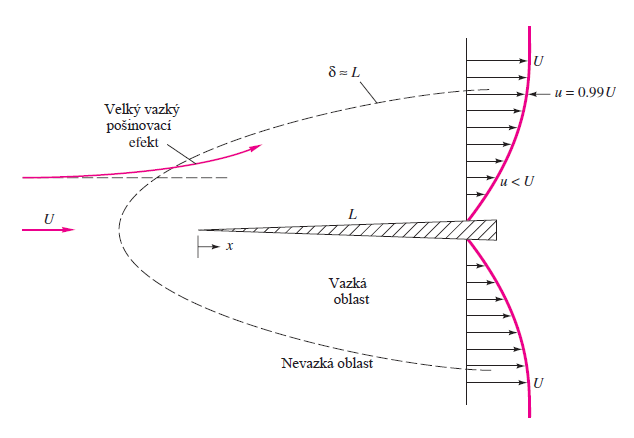 U
δ ≈ L
u = 0.99U
Velký vazký
pošinovací
efekt
u < U
U
L
x
Vazká
oblast
Nevazká oblast
U